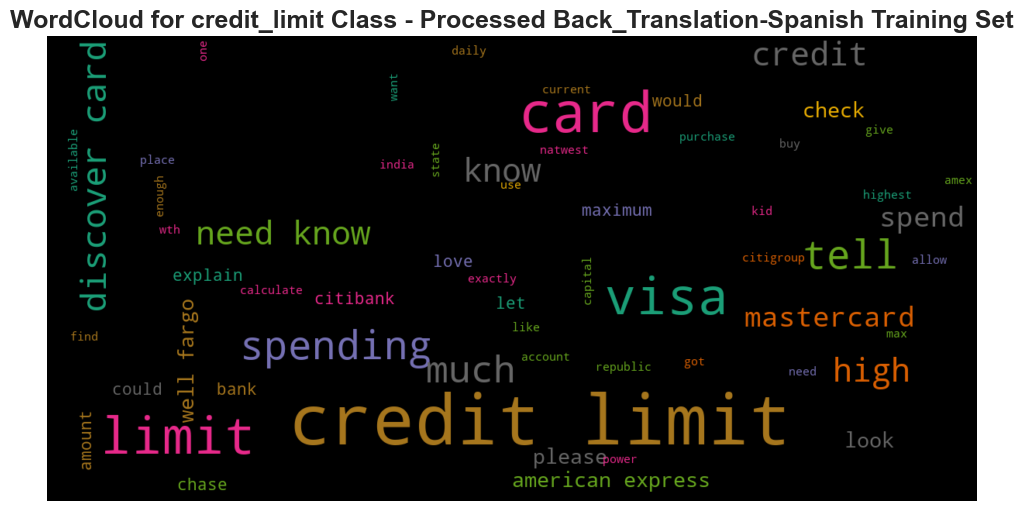 WordCloud for credit_limit Class - Processed Back_Translation-Spanish Training Set
one
daily
credit
discover card
want
current
card
would
check
purchase
give
buy
available
place
india
state
natwest
know
use
amex
highest
enough
wth
need know
maximum
kid
spend
tell
citigroup
allow
love
explain
exactly
calculate
citibank
let
capital
visa
mastercard
max
find
well fargo
spending
like
account
much
republic
got
need
high
could
bank
credit limit
amount
limit
look
please
power
chase
american express